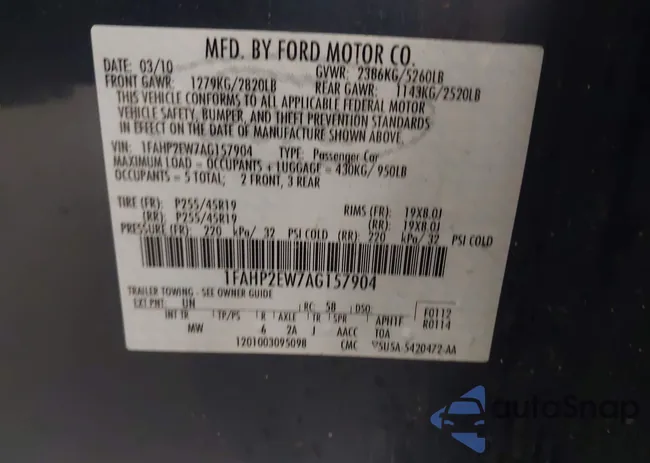 MFD. BY FORD MOTOR CO.
DATE: 03/10 GVWR: 2386KG/5260LB
FRONT GAWR: 1279KG/2820LB REAR GAWR: 1143KG/2520LB
THIS VEHICLE CONFORMS TO ALL APPLICABLE FEDERAL MOTOR
VEHICLE SAFETY, BUMPER, AND THEFT PREVENTION STANDARDS
IN EFFECT ON THE DATE OF MANUFACTURE SHOWN ABOVE.
VIN: 1FAHP2EW7AG157904 TYPE: Passenger Car
MAXIMUM LOAD = OCCUPANTS + LUGGAGE = 430KG/ 950LB
OCCUPANTS = 5 TOTAL; 2 FRONT, 3 REAR
TIRE (FR): P255/45R19 RIMS (FR): 19X8.0J
(RR): P255/45R19 (RR): 19X8.0J
PRESSURE (FR): 220 kPa/ 32 PSI COLD (RR): 220 kPa/ 32 PSI COLD
1FAHP2EW7AG157904
TRAILER TOWING - SEE OWNER GUIDE
EXT PNT: UN RC: 58 DSO: F0112
INT TR TP/PS R AXLE TR SPR APHTF R0114
MW 6 2A J AACC TOA
1201003095098 CMC 5U5A-5420472-AA
autoSnap